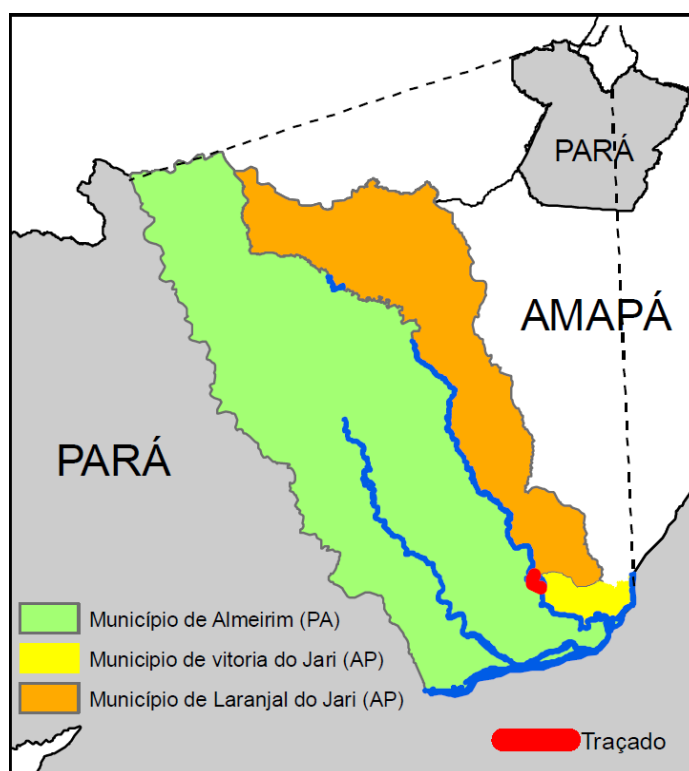 PARÁ
AMAPÁ
PARÁ
Município de Almeirim (PA)
Municipio de vitoria do Jari (AP)
Município de Laranjal do Jari (AP)
Traçado